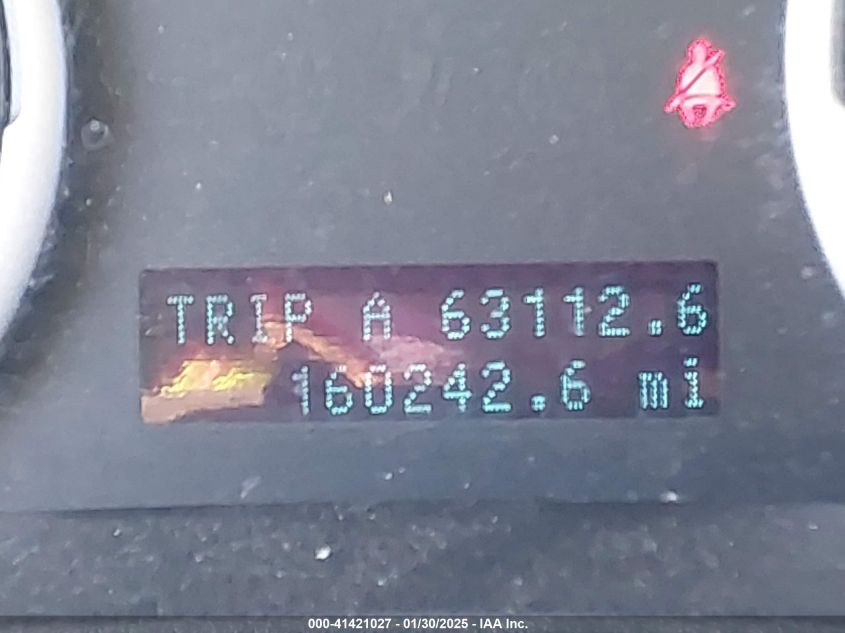 TRIP A 63112.6
160242.6 mi
000-41421027 - 01/30/2025 - IAA Inc.